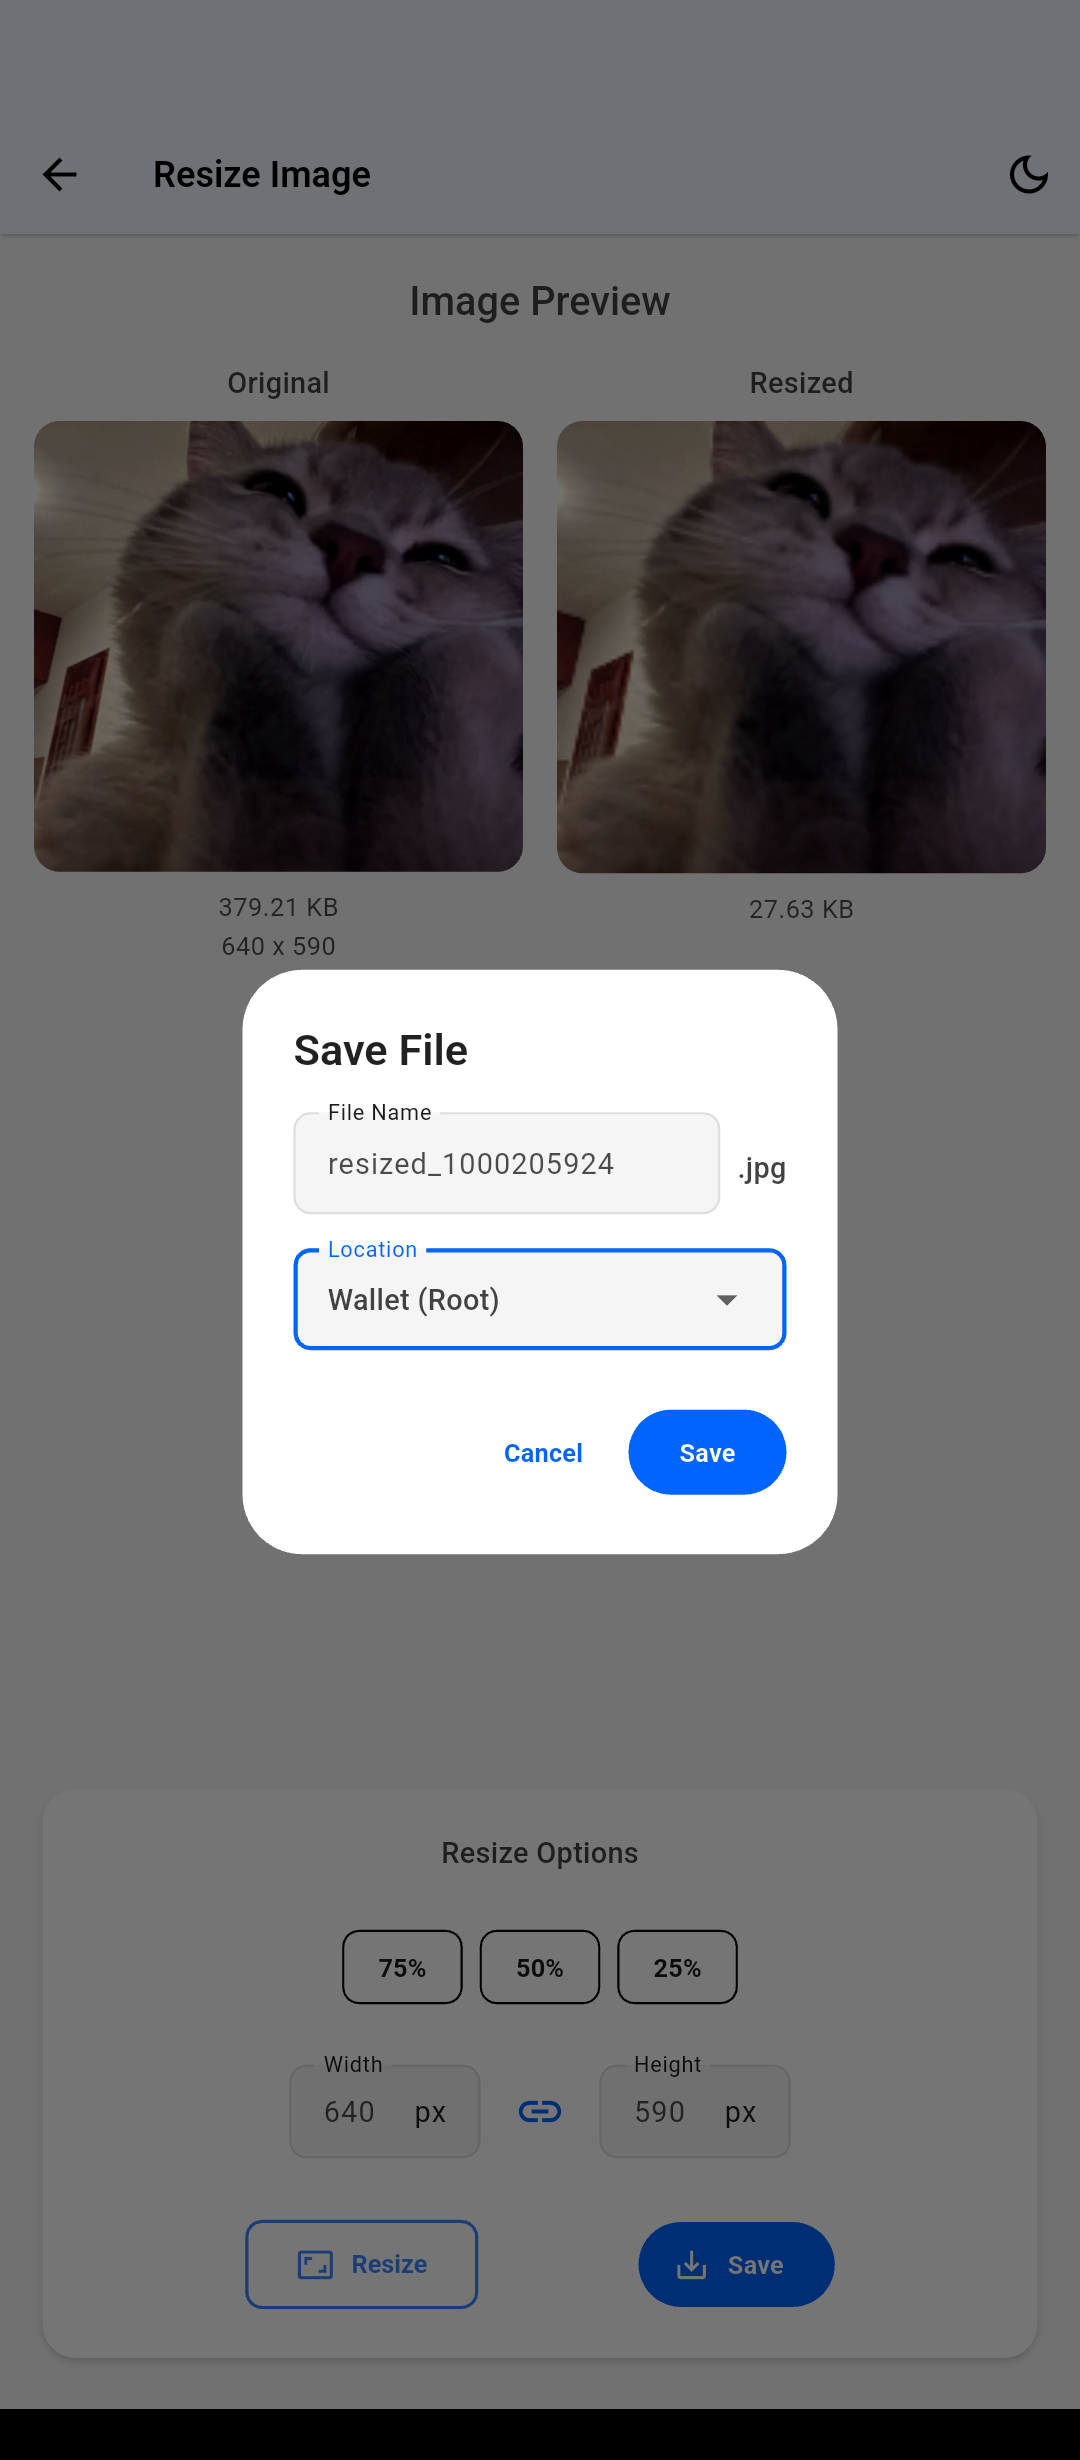 Resize Image
Image Preview
Original
Resized
379.21 KB
640 x 590
27.63 KB
Save File
File Name
resized_1000205924
.jpg
Location
Wallet (Root)
Cancel
Save
Resize Options
75%
50%
25%
Width
640 px
Height
590 px
Resize
Save